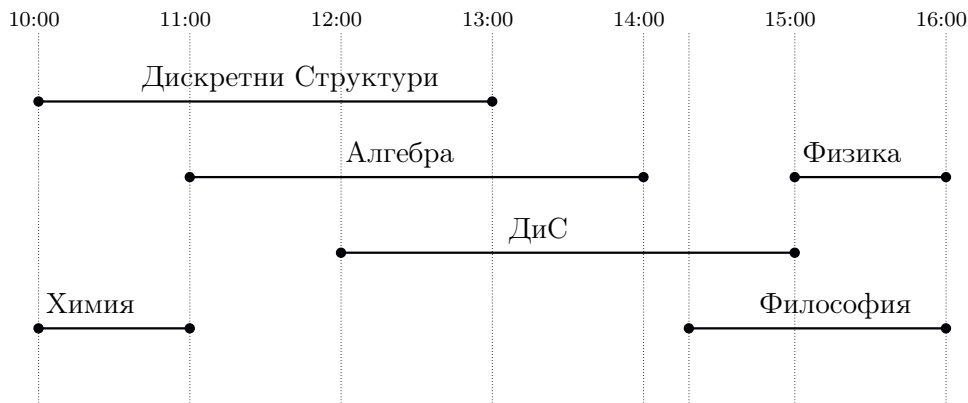 10:00 11:00 12:00 13:00 14:00 15:00 16:00
Дискретни Структури
Алгебра Физика
ДиС
Химия Философия